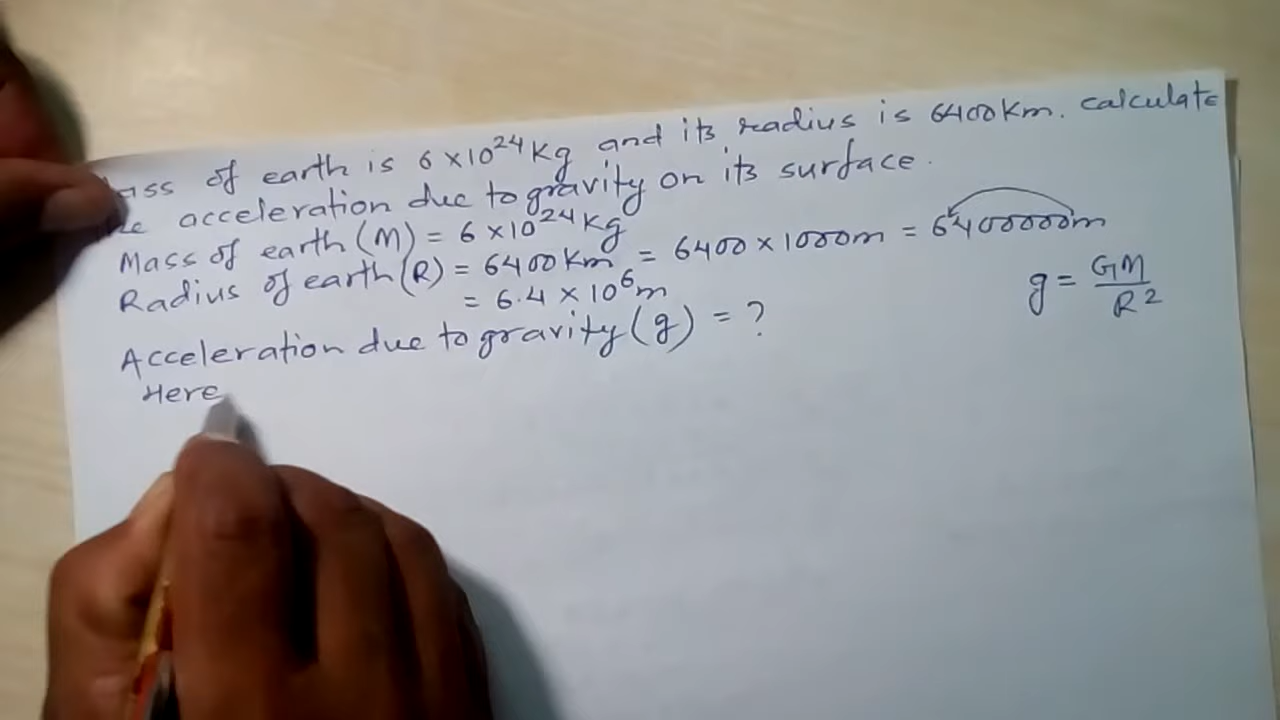 ass of earth is 6 × 10²⁴ kg and its radius is 6400 km. calculate
acceleration due to gravity on its surface.
Mass of earth (M) = 6 × 10²⁴ kg
Radius of earth (R) = 6400 km = 6400 × 1000 m = 6400000 m
= 6.4 × 10⁶ m
g = GM/R²
Acceleration due to gravity (g) = ?
Here